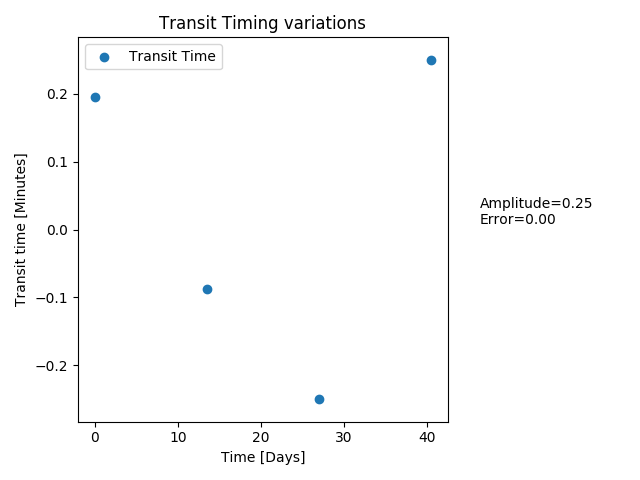 Transit Timing variations
Transit Time
0.2
0.1
0.0
−0.1
−0.2
Transit time [Minutes]
Amplitude=0.25
Error=0.00
0 10 20 30 40
Time [Days]